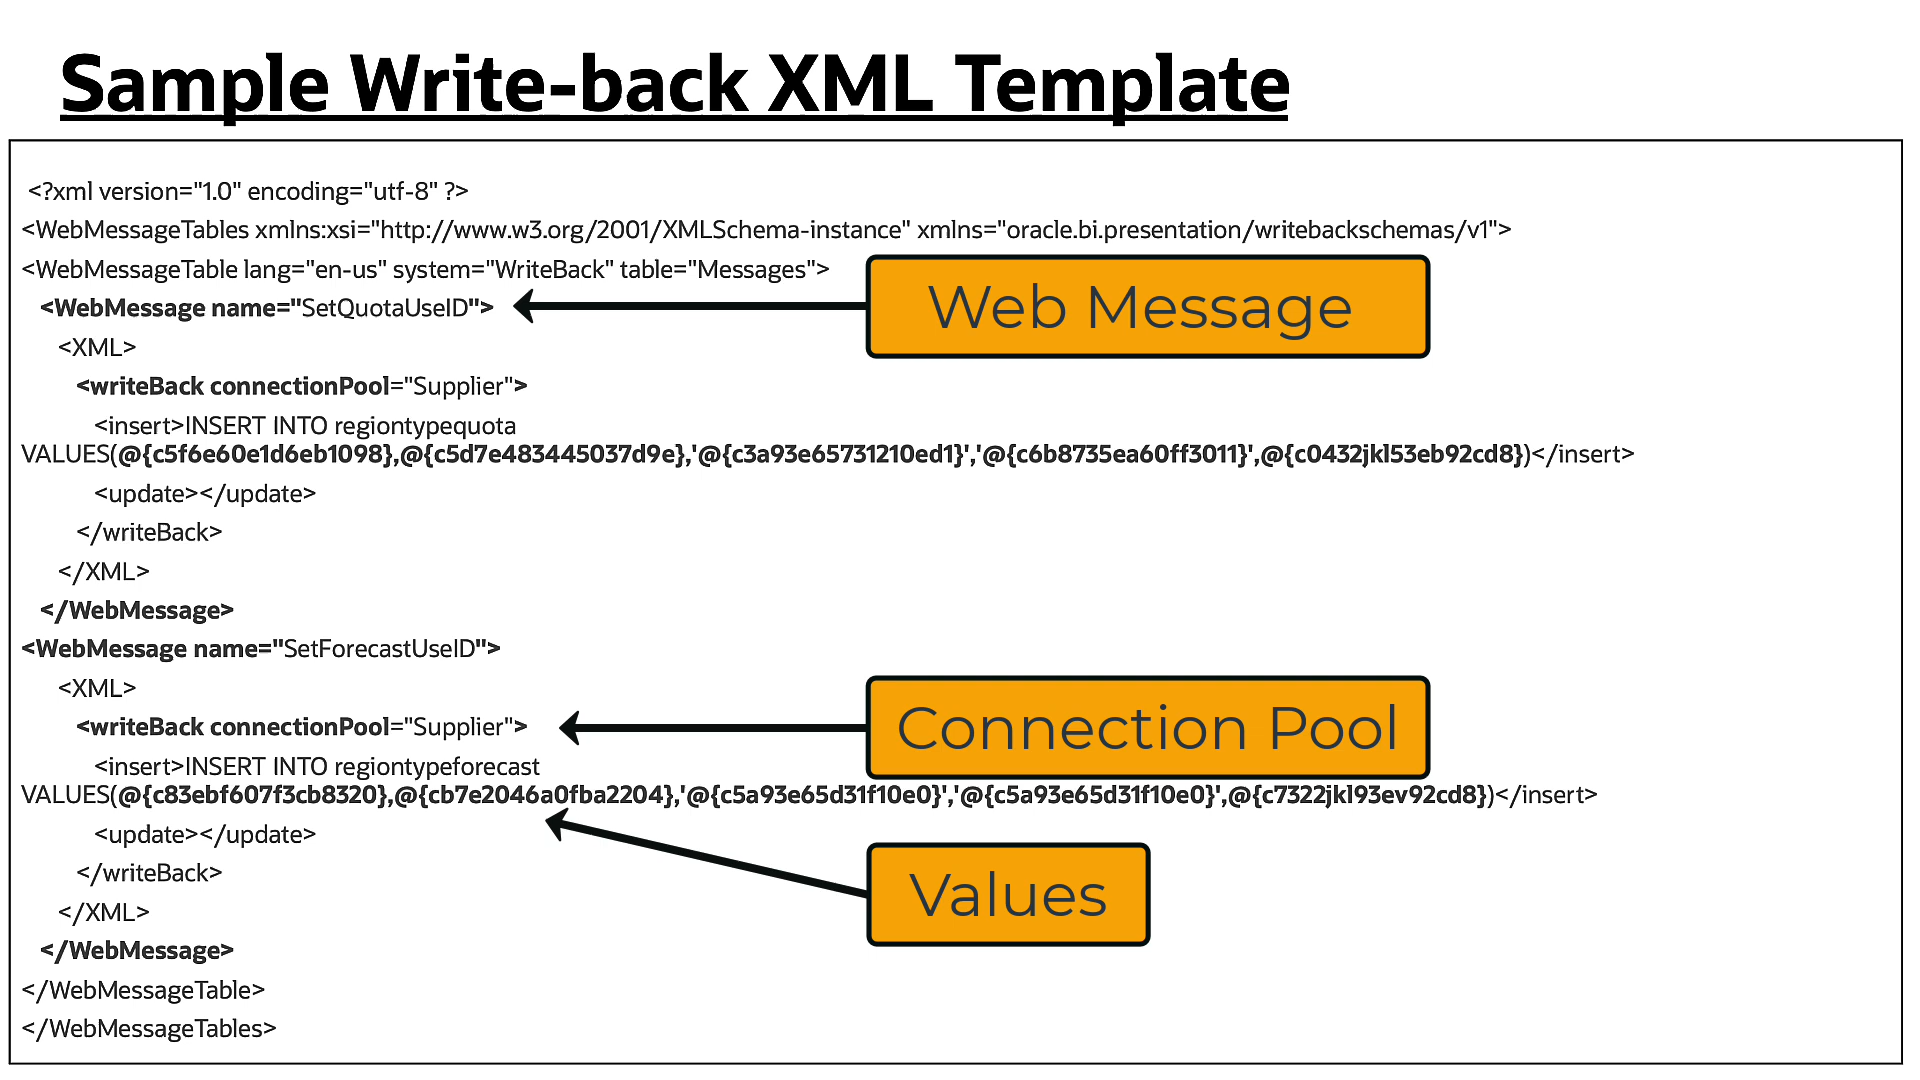 Sample Write-back XML Template
<?xml version="1.0" encoding="utf-8" ?>
<WebMessageTables xmlns:xsi="http://www.w3.org/2001/XMLSchema-instance" xmlns="oracle.bi.presentation/writebackschemas/v1">
<WebMessageTable lang="en-us" system="WriteBack" table="Messages">
<WebMessage name="SetQuotaUseID">
Web Message
<XML>
<writeBack connectionPool="Supplier">
<insert>INSERT INTO regiontypequota
VALUES(@{c5f6e60e1d6eb1098},@{c5d7e483445037d9e},'@{c3a93e65731210ed1}','@{c6b8735ea60ff3011}',@{c0432jkl53eb92cd8})</insert>
<update></update>
</writeBack>
</XML>
</WebMessage>
<WebMessage name="SetForecastUseID">
<XML>
<writeBack connectionPool="Supplier">
Connection Pool
<insert>INSERT INTO regiontypeforecast
VALUES(@{c83ebf607f3cb8320},@{cb7e2046a0fba2204},'@{c5a93e65d31f10e0}','@{c5a93e65d31f10e0}',@{c7322jkl93ev92cd8})</insert>
<update></update>
</writeBack>
Values
</XML>
</WebMessage>
</WebMessageTable>
</WebMessageTables>